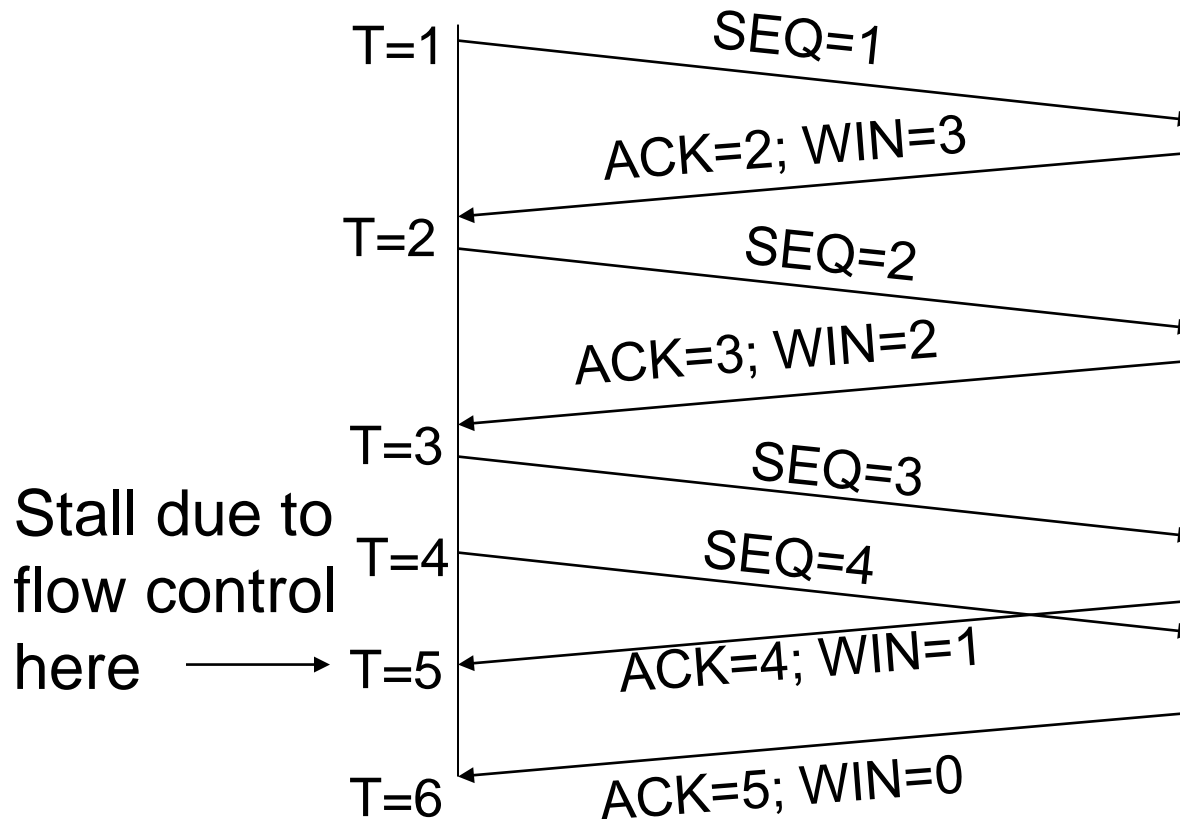 T=1
SEQ=1
ACK=2; WIN=3
T=2
SEQ=2
ACK=3; WIN=2
T=3
SEQ=3
Stall due to
flow control
here
T=4
SEQ=4
T=5
ACK=4; WIN=1
T=6
ACK=5; WIN=0